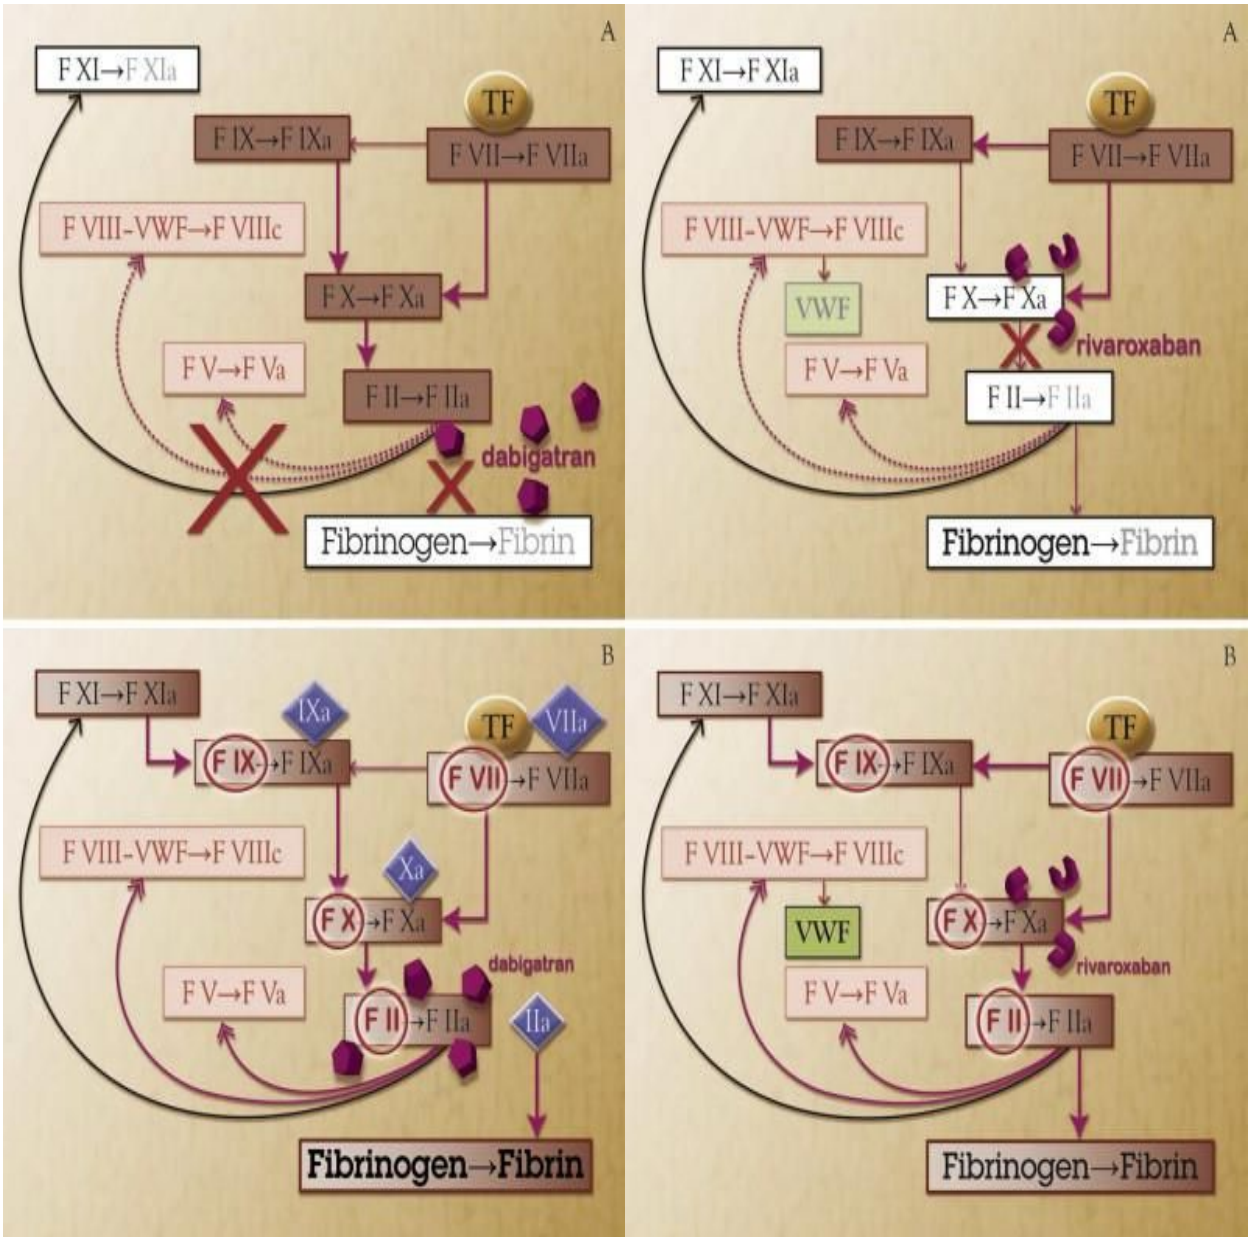 A
F XI→F XIa
TF
F IX→F IXa
F VII→F VIIa
F VIII-VWF→F VIIIc
F X→F Xa
F V→F Va
F II→F IIa
dabigatran
Fibrinogen→Fibrin
A
F XI→F XIa
TF
F IX→F IXa
F VII→F VIIa
F VIII-VWF→F VIIIc
F X→F Xa
VWF
rivaroxaban
F V→F Va
F II→F IIa
Fibrinogen→Fibrin
B
F XI→F XIa
IXa
TF
VIIa
F IX→F IXa
F VII→F VIIa
F VIII-VWF→F VIIIc
Xa
F X→F Xa
dabigatran
F V→F Va
F II→F IIa
IIa
Fibrinogen→Fibrin
B
F XI→F XIa
TF
F IX→F IXa
F VII→F VIIa
F VIII-VWF→F VIIIc
F X→F Xa
VWF
rivaroxaban
F V→F Va
F II→F IIa
Fibrinogen→Fibrin